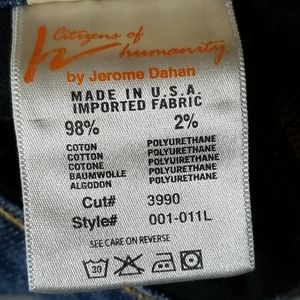 Citizens of
humanity
by Jerome Dahan
MADE IN U.S.A.
IMPORTED FABRIC
98% 2%
COTON POLYURETHANE
COTTON POLYURETHANE
COTONE POLIURETHANE
BAUMWOLLE POLYURETHANE
ALGODON POLYURETHANE
Cut# 3990
Style# 001-011L
SEE CARE ON REVERSE
30